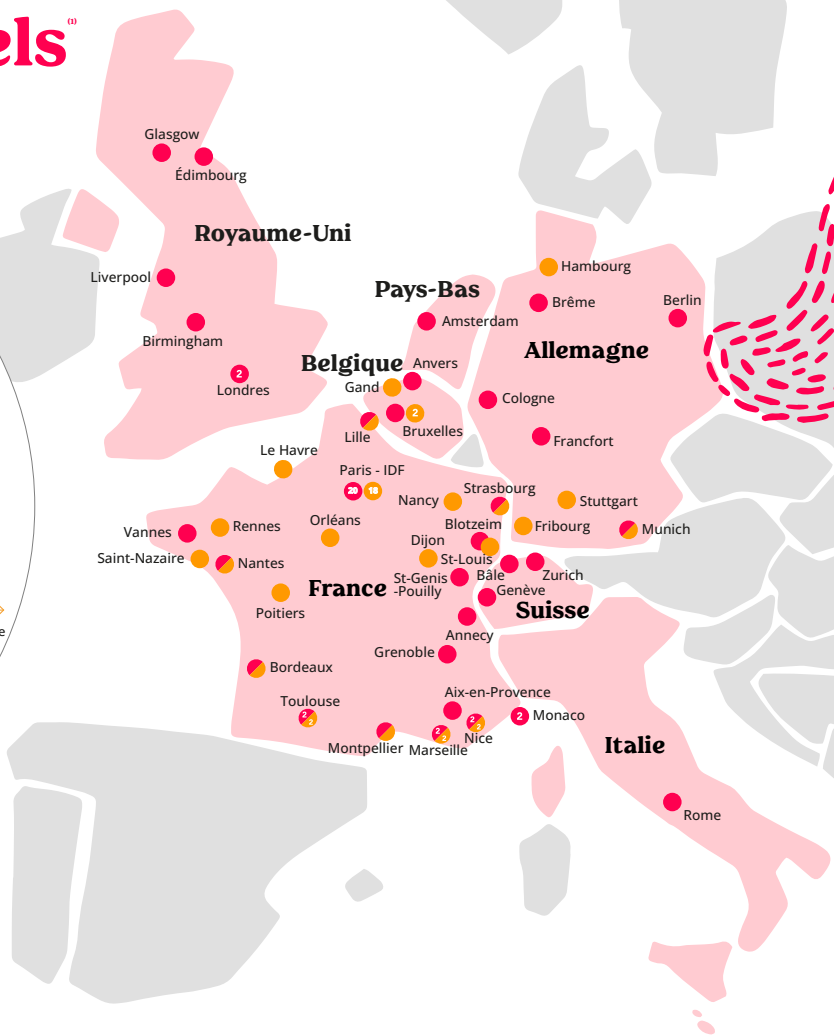 els(1)
Glasgow
Édimbourg
Royaume-Uni
Liverpool
Birmingham
2
Londres
Pays-Bas
Amsterdam
Hambourg
Brême
Berlin
Allemagne
Belgique
Anvers
Gand
2
Bruxelles
Lille
Cologne
Francfort
Le Havre
Paris - IDF
20
18
Nancy
Strasbourg
Stuttgart
Fribourg
Munich
Vannes
Rennes
Orléans
Blotzeim
Dijon
St-Louis
Saint-Nazaire
Nantes
St-Genis
-Pouilly
Bâle
Zurich
Genève
France
Suisse
Poitiers
Annecy
Grenoble
e
Bordeaux
Toulouse
2
2
Aix-en-Provence
2
Monaco
Montpellier
2
2
Marseille
2
2
Nice
Italie
Rome